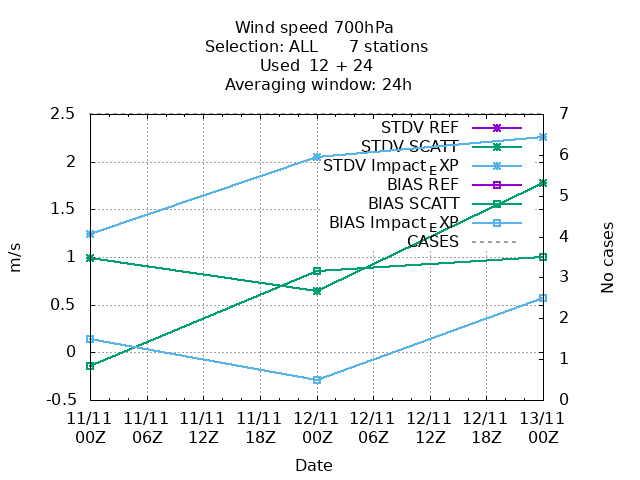 Wind speed 700hPa
Selection: ALL 7 stations
Used 12 + 24
Averaging window: 24h
2.5
2
1.5
1
0.5
0
-0.5
m/s
7
6
5
4
3
2
1
0
No cases
STDV REF
STDV SCATT
STDV Impact_EXP
BIAS REF
BIAS SCATT
BIAS Impact_EXP
CASES
11/11 11/11 11/11 11/11 12/11 12/11 12/11 12/11 13/11
00Z 06Z 12Z 18Z 00Z 06Z 12Z 18Z 00Z
Date